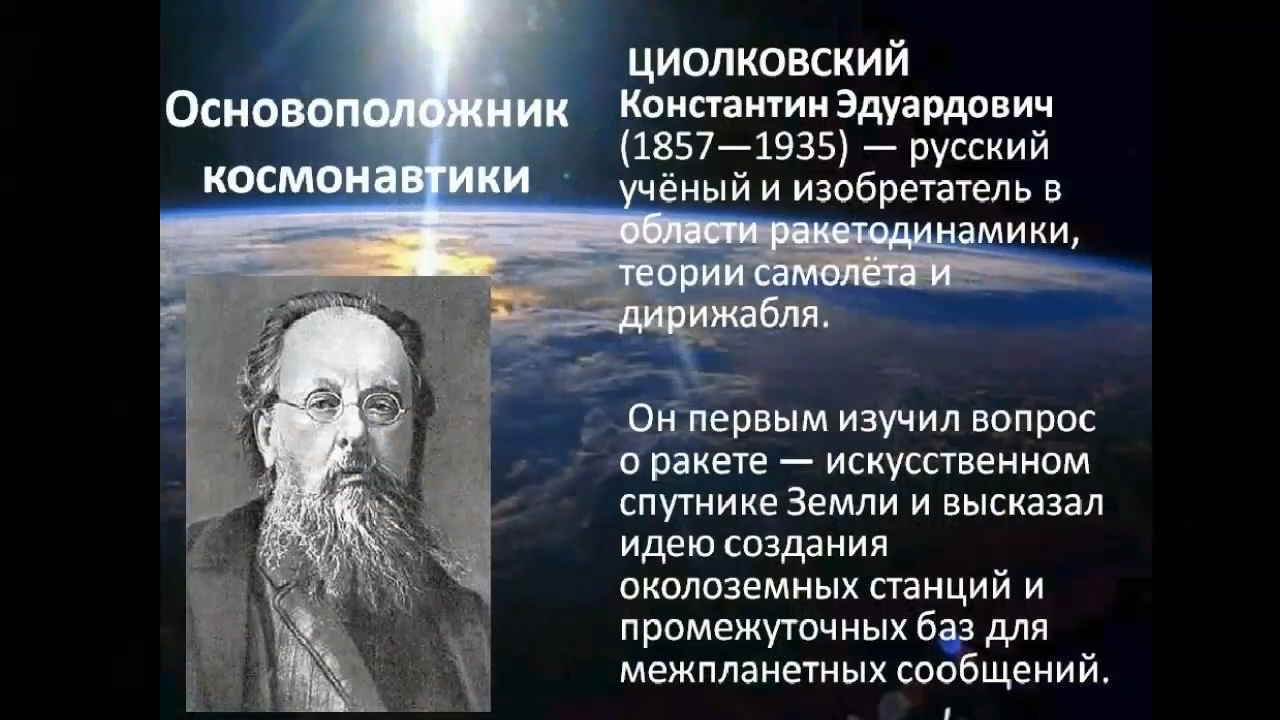 Основоположник
космонавтики
ЦИОЛКОВСКИЙ
Константин Эдуардович
(1857—1935) — русский
учёный и изобретатель в
области ракетодинамики,
теории самолёта и
дирижабля.
Он первым изучил вопрос
о ракете — искусственном
спутнике Земли и высказал
идею создания
околоземных станций и
промежуточных баз для
межпланетных сообщений.